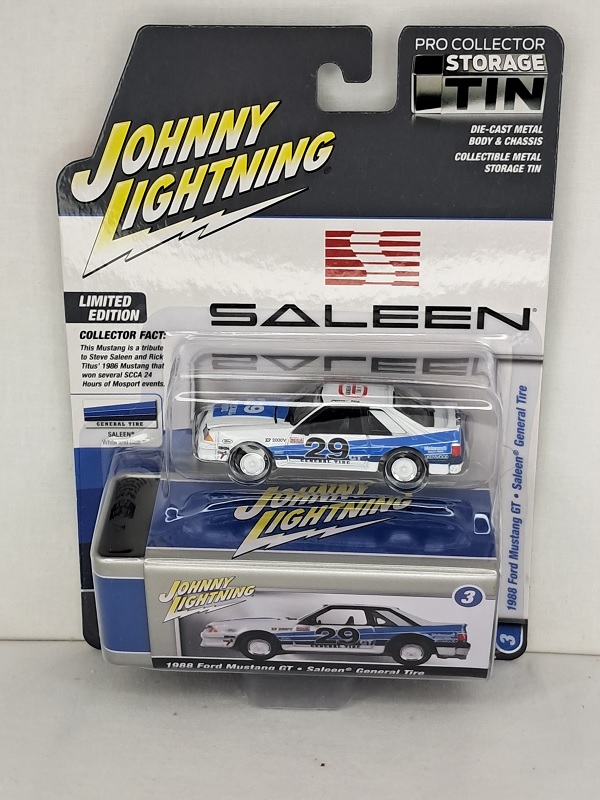 PRO COLLECTOR
STORAGE
TIN
DIE-CAST METAL
BODY & CHASSIS
COLLECTIBLE METAL
STORAGE TIN
JOHNNY
LIGHTNING
LIMITED
EDITION
SALEEN
COLLECTOR FACT:
This Mustang is a tribute
to Steve Saleen and Rick
Titus' 1986 Mustang that
won several SCCA 24
Hours of Mosport events.
GENERAL TIRE
SALEEN®
29
29
GENERAL TIRE
JOHNNY
LIGHTNING
JOHNNY
LIGHTNING
3
29
GENERAL TIRE
1988 Ford Mustang GT • Saleen® General Tire
3 1988 Ford Mustang GT • Saleen® General Tire